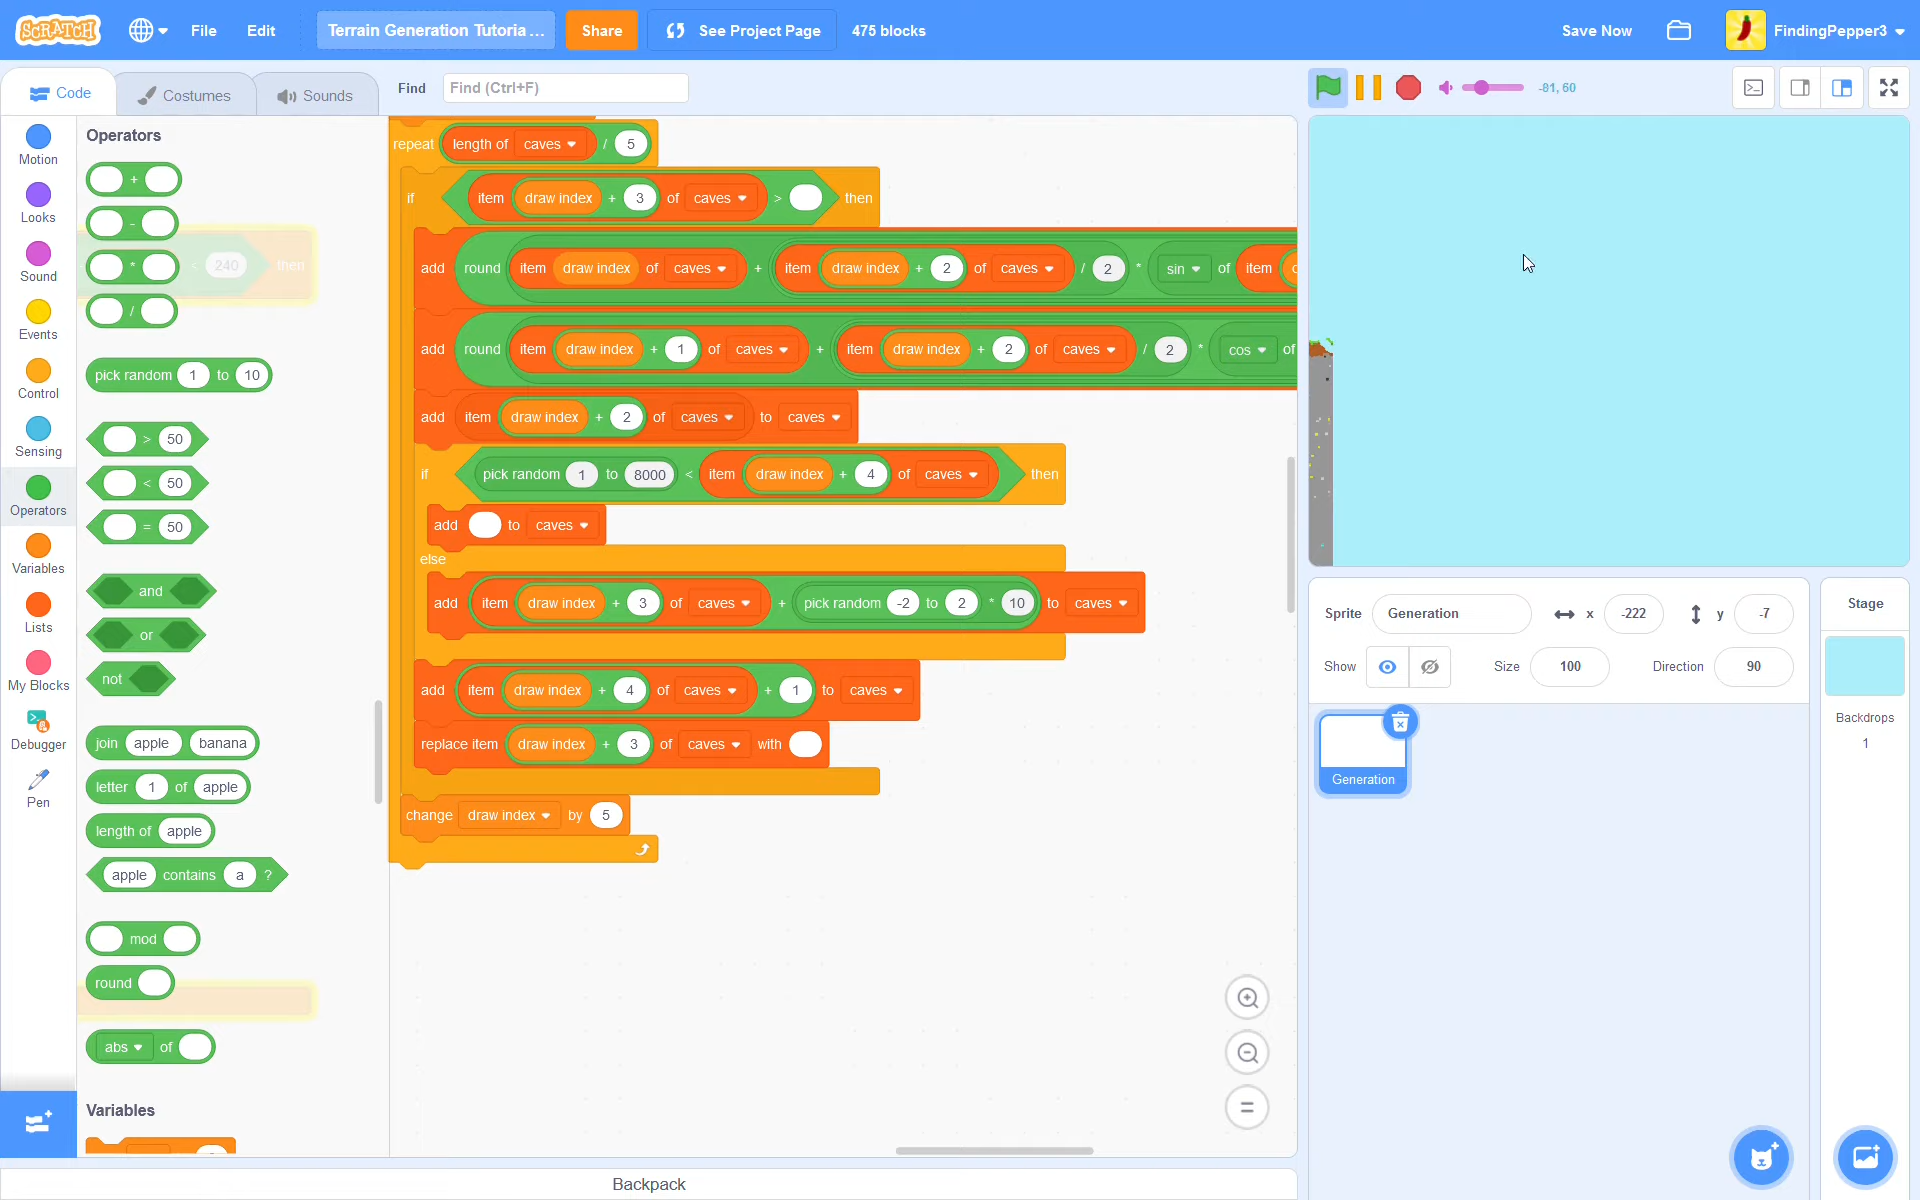 SCRATCH
File
Edit
Terrain Generation Tutoria ...
Share
See Project Page
475 blocks
Save Now
FindingPepper3
Code
Costumes
Sounds
Find
Find (Ctrl+F)
-81, 60
Motion
Looks
Sound
Events
Control
Sensing
Operators
Variables
Lists
My Blocks
Debugger
Pen
Operators
+
-
*
< 240 then
/
pick random 1 to 10
> 50
< 50
= 50
and
or
not
join apple banana
letter 1 of apple
length of apple
apple contains a ?
mod
round
abs of
Variables
repeat length of caves / 5
if item draw index + 3 of caves > then
add round item draw index of caves + item draw index + 2 of caves / 2 * sin of item
add round item draw index + 1 of caves + item draw index + 2 of caves / 2 * cos of
add item draw index + 2 of caves to caves
if pick random 1 to 8000 < item draw index + 4 of caves then
add to caves
else
add item draw index + 3 of caves + pick random -2 to 2 * 10 to caves
add item draw index + 4 of caves + 1 to caves
replace item draw index + 3 of caves with
change draw index by 5
Backpack
Sprite Generation x -222 y -7
Show Size 100 Direction 90
Generation
Stage
Backdrops
1